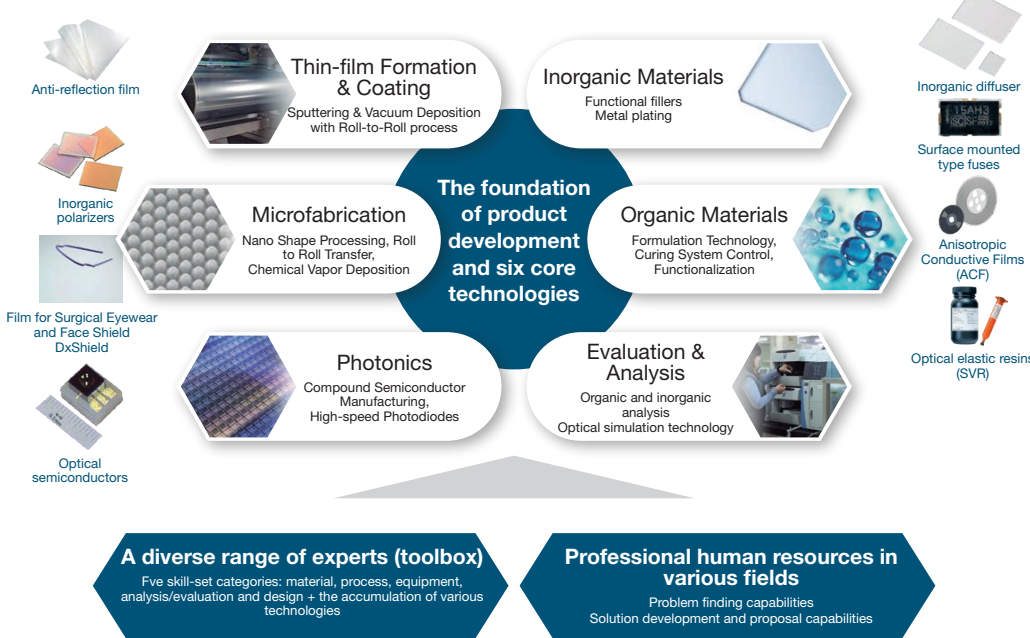 Anti-reflection film
Inorganic
polarizers
Film for Surgical Eyewear
and Face Shield
DxShield
Optical
semiconductors
Thin-film Formation
& Coating
Sputtering & Vacuum Deposition
with Roll-to-Roll process
Microfabrication
Nano Shape Processing, Roll
to Roll Transfer,
Chemical Vapor Deposition
Photonics
Compound Semiconductor
Manufacturing,
High-speed Photodiodes
The foundation
of product
development
and six core
technologies
Inorganic Materials
Functional fillers
Metal plating
Organic Materials
Formulation Technology,
Curing System Control,
Functionalization
Evaluation &
Analysis
Organic and inorganic
analysis
Optical simulation technology
Inorganic diffuser
15AH3
Surface mounted
type fuses
Anisotropic
Conductive Films
(ACF)
Optical elastic resins
(SVR)
A diverse range of experts (toolbox)
Fve skill-set categories: material, process, equipment,
analysis/evaluation and design + the accumulation of various
technologies
Professional human resources in
various fields
Problem finding capabilities
Solution development and proposal capabilities